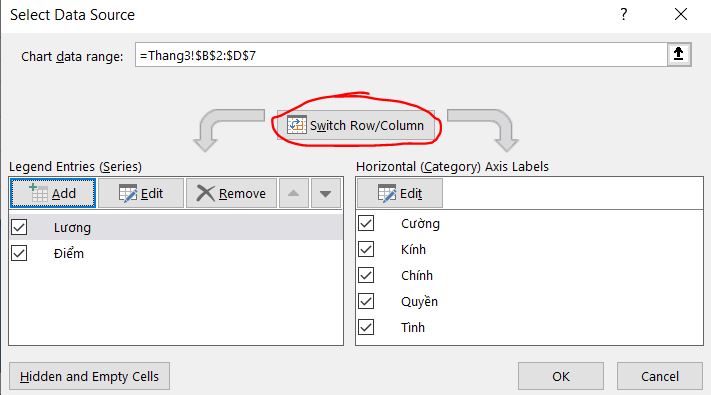 Select Data Source ? ×
Chart data range: =Thang3!$B$2:$D$7
Switch Row/Column
Legend Entries (Series)
Add Edit Remove
Lương
Điểm
Horizontal (Category) Axis Labels
Edit
Cường
Kính
Chính
Quyền
Tình
Hidden and Empty Cells OK Cancel